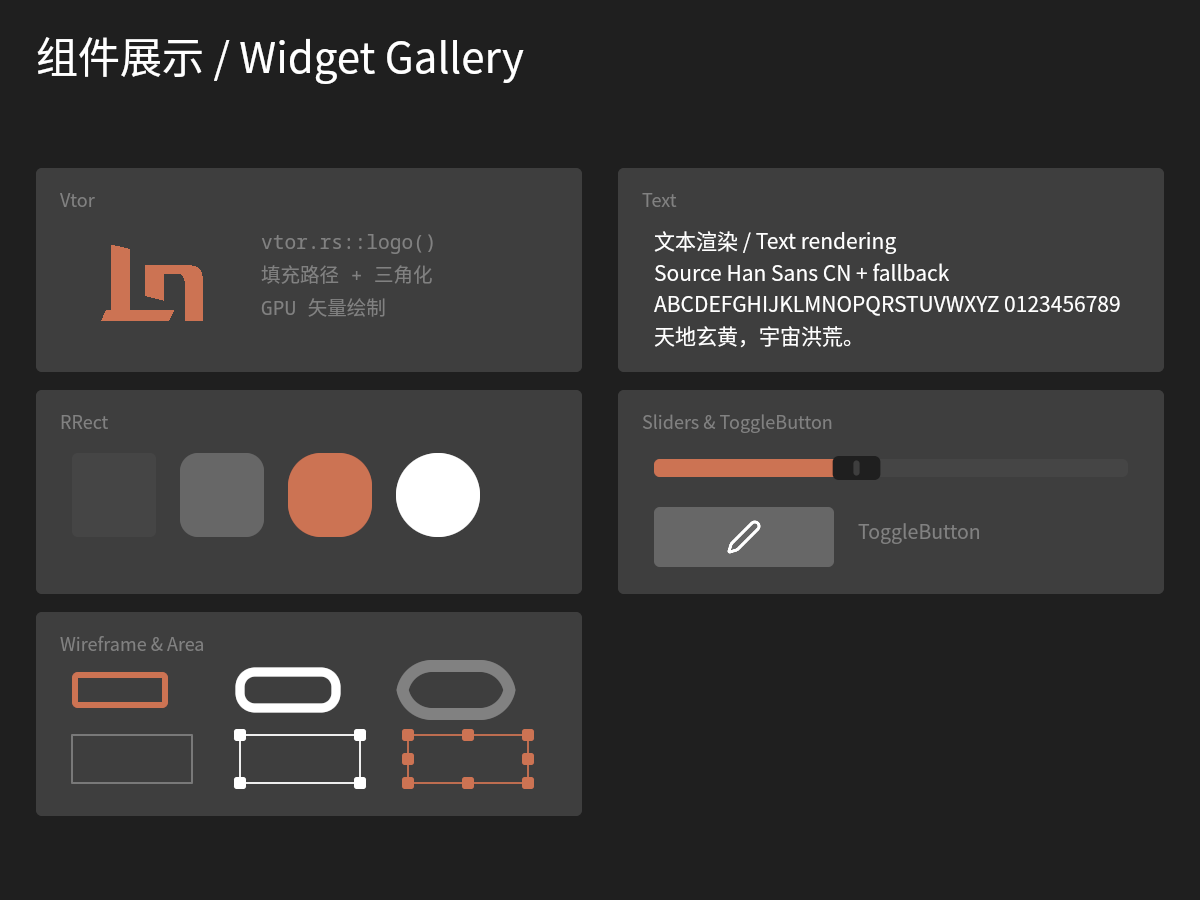 组件展示 / Widget Gallery
Vtor
Ln
vtor.rs::logo()
填充路径 + 三角化
GPU 矢量绘制
Text
文本渲染 / Text rendering
Source Han Sans CN + fallback
ABCDEFGHIJKLMNOPQRSTUVWXYZ 0123456789
天地玄黄，宇宙洪荒。
RRect
Sliders & ToggleButton
ToggleButton
Wireframe & Area